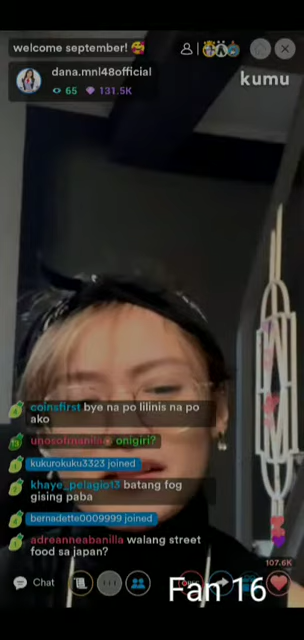 welcome september! 🥰
dana.mnl48official
65 131.5K
kumu
coinsfirst bye na po lilinis na po
ako
onigiri?
kukurokuku3323 joined
khaye_pelagio13 batang fog
gising paba
bernadette0009999 joined
adreanneabanilla walang street
food sa japan?
107.6K
Chat
Fan 16